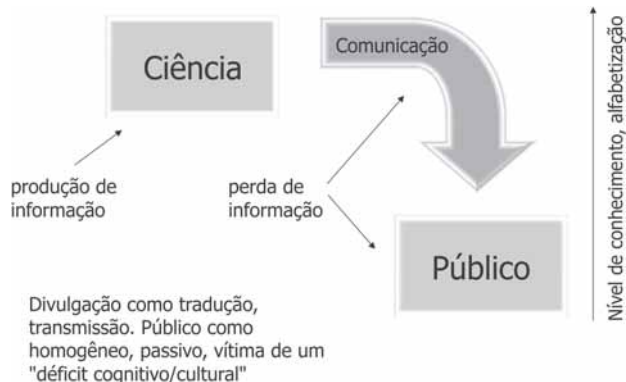 Ciência
Comunicação
Nível de conhecimento, alfabetização
produção de
informação
perda de
informação
Público
Divulgação como tradução,
transmissão. Público como
homogêneo, passivo, vítima de um
"déficit cognitivo/cultural"